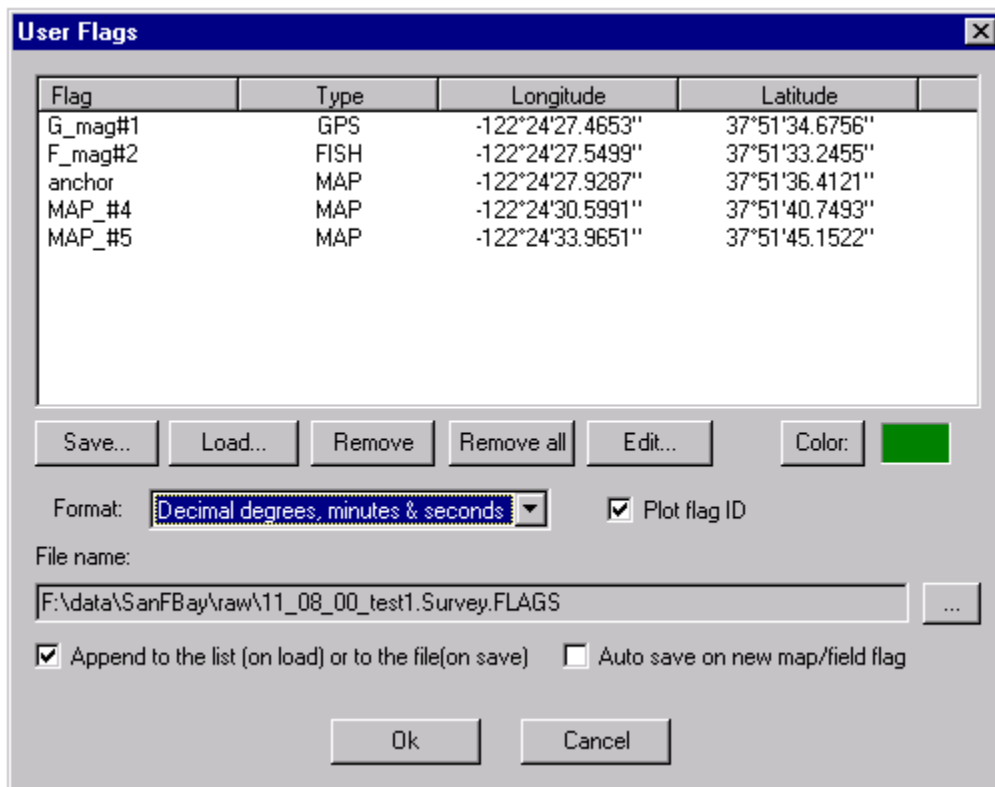 User Flags
Flag Type Longitude Latitude
G_mag#1 GPS -122°24'27.4653'' 37°51'34.6756''
F_mag#2 FISH -122°24'27.5499'' 37°51'33.2455''
anchor MAP -122°24'27.9287'' 37°51'36.4121''
MAP_#4 MAP -122°24'30.5991'' 37°51'40.7493''
MAP_#5 MAP -122°24'33.9651'' 37°51'45.1522''
Save... Load... Remove Remove all Edit... Color:
Format: Decimal degrees, minutes & seconds Plot flag ID
File name:
F:\data\SanFBay\raw\11_08_00_test1.Survey.FLAGS ...
Append to the list (on load) or to the file(on save) Auto save on new map/field flag
Ok Cancel